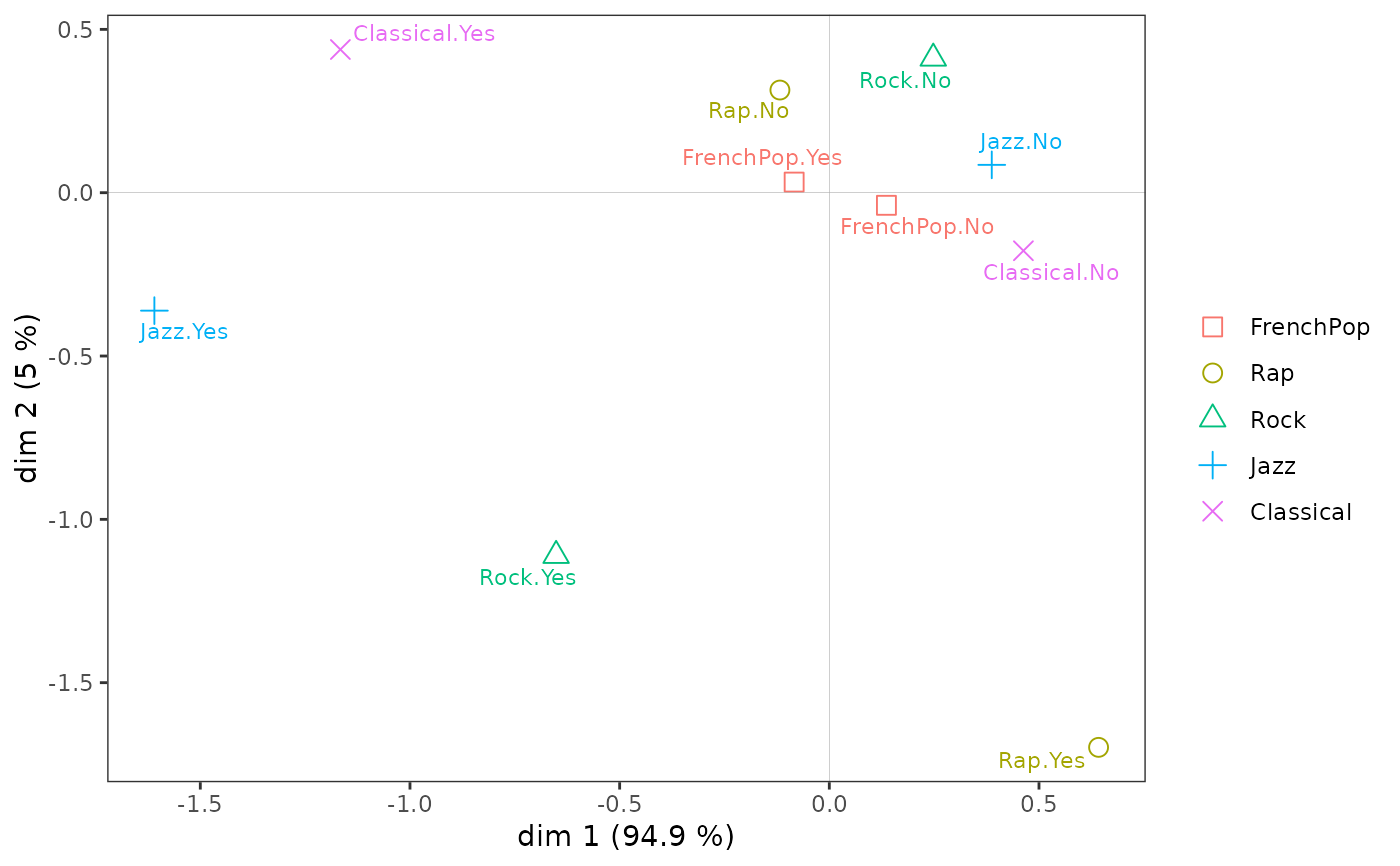 0.5
0.0
-0.5
-1.0
-1.5
dim 2 (5 %)
Classical.Yes
Rock.No
Rap.No
Jazz.No
FrenchPop.Yes
FrenchPop.No
Classical.No
Jazz.Yes
Rock.Yes
Rap.Yes
-1.5 -1.0 -0.5 0.0 0.5
dim 1 (94.9 %)
FrenchPop
Rap
Rock
Jazz
Classical